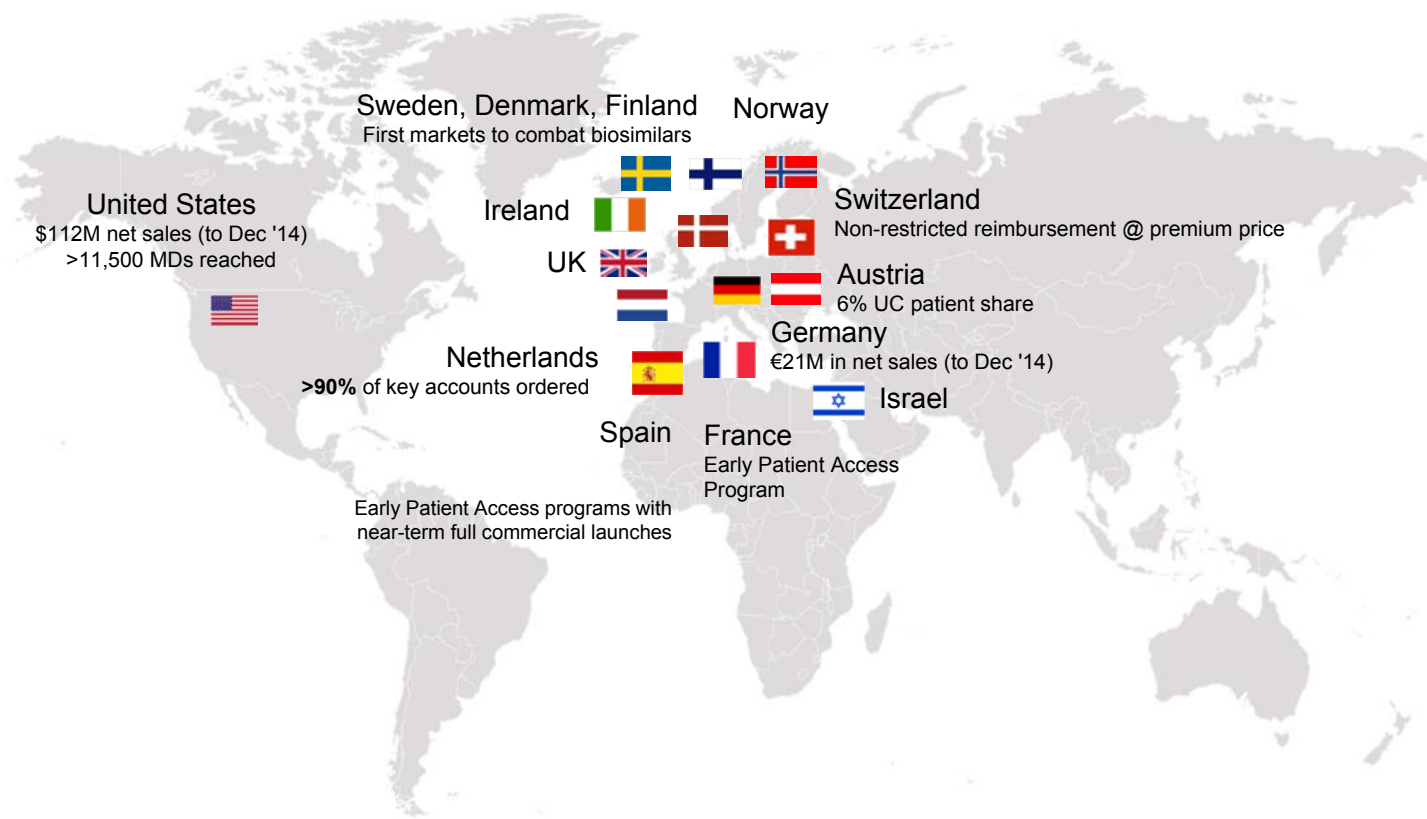 Sweden, Denmark, Finland
First markets to combat biosimilars
Norway
United States
$112M net sales (to Dec '14)
>11,500 MDs reached
Ireland
Switzerland
Non-restricted reimbursement @ premium price
UK
Austria
6% UC patient share
Germany
€21M in net sales (to Dec '14)
Netherlands
>90% of key accounts ordered
Israel
Spain
France
Early Patient Access
Program
Early Patient Access programs with
near-term full commercial launches